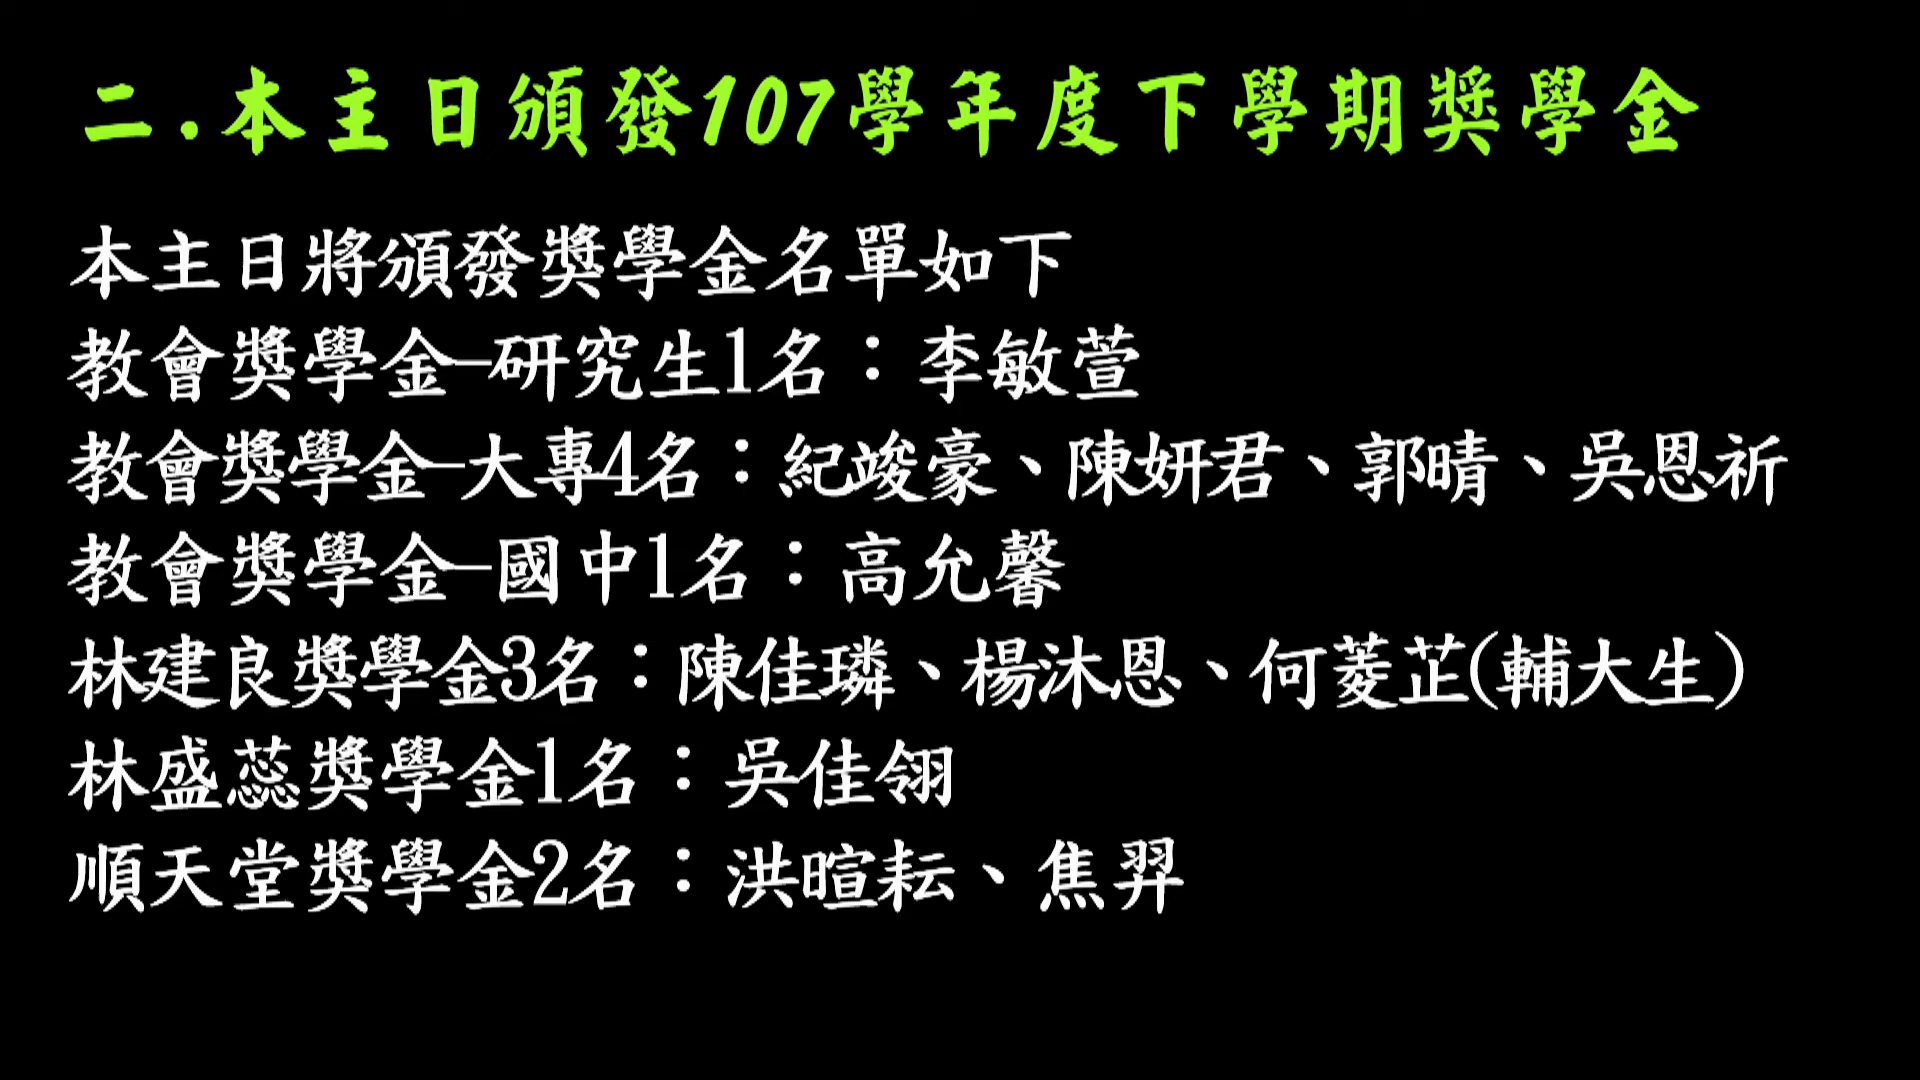 二.本主日頒發107學年度下學期獎學金
本主日將頒發獎學金名單如下
教會獎學金-研究生1名：李敏萱
教會獎學金-大專4名：紀竣豪、陳妍君、郭晴、吳恩祈
教會獎學金-國中1名：高允馨
林建良獎學金3名：陳佳璘、楊沐恩、何菱芷(輔大生)
林盛蕊獎學金1名：吳佳翎
順天堂獎學金2名：洪暄耘、焦羿